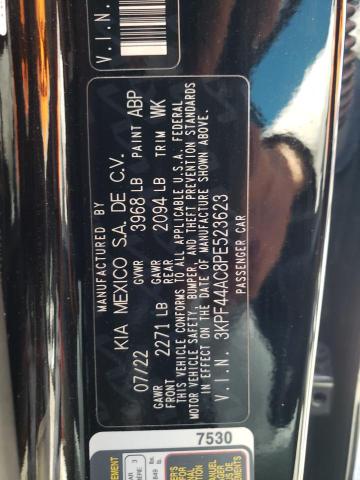 MANUFACTURED BY
KIA MEXICO S.A. DE C.V.
07/22 GVWR 3968 LB PAINT ABP
GAWR FRONT 2271 LB GAWR REAR 2094 LB TRIM WK
THIS VEHICLE CONFORMS TO ALL APPLICABLE U.S.A. FEDERAL
MOTOR VEHICLE SAFETY, BUMPER, AND THEFT PREVENTION STANDARDS
IN EFFECT ON THE DATE OF MANUFACTURE SHOWN ABOVE.
V.I.N. 3KPF44AC8PE523623
PASSENGER CAR
V.I.N.
7530